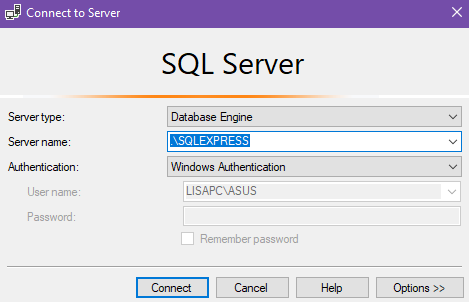 Connect to Server
SQL Server
Server type: Database Engine
Server name: .\SQLEXPRESS
Authentication: Windows Authentication
User name: LISAPC\ASUS
Password:
Remember password
Connect Cancel Help Options >>